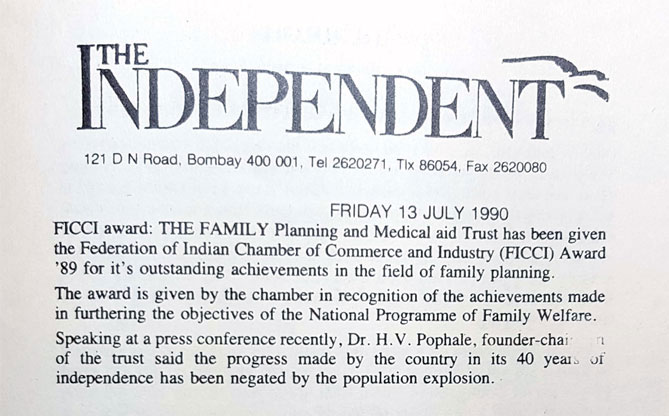 THE
INDEPENDENT
121 D N Road, Bombay 400 001, Tel 2620271, Tlx 86054, Fax 2620080
FRIDAY 13 JULY 1990
FICCI award: THE FAMILY Planning and Medical aid Trust has been given
the Federation of Indian Chamber of Commerce and Industry (FICCI) Award
'89 for it's outstanding achievements in the field of family planning.
The award is given by the chamber in recognition of the achievements made
in furthering the objectives of the National Programme of Family Welfare.
Speaking at a press conference recently, Dr. H.V. Pophale,
of the trust said the progress made by the country in its 40 years of
independence has been negated by the population explosion.